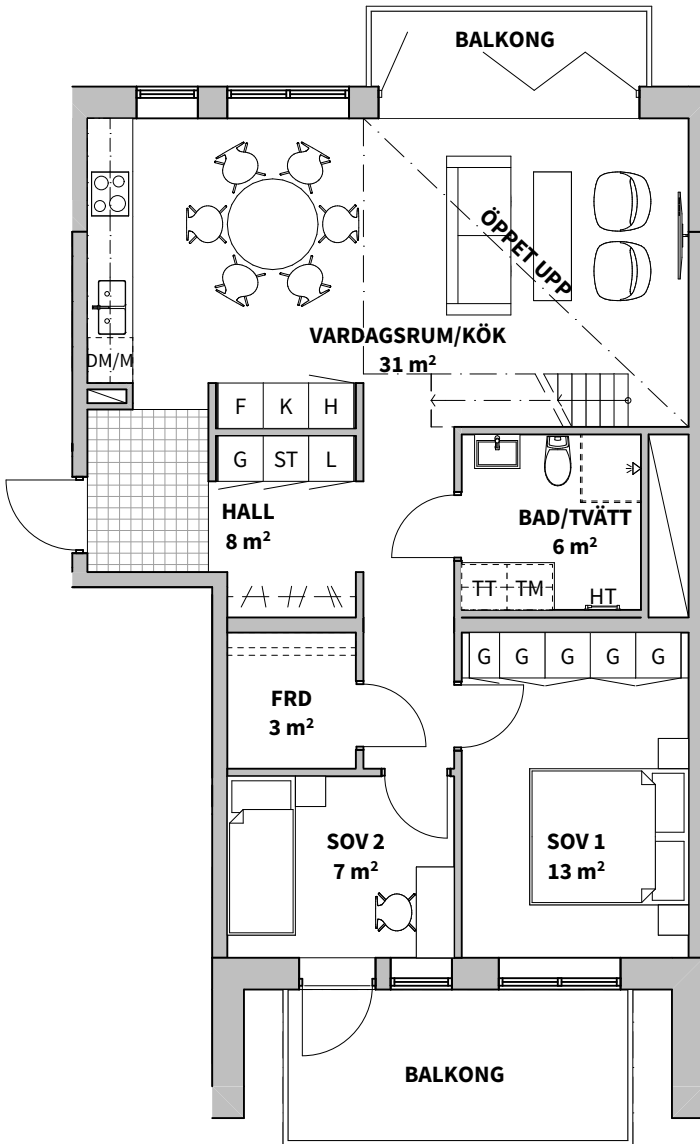 BALKONG
ÖPPET UPP
VARDAGSRUM/KÖK
31 m²
DM/M
F K H
G ST L
HALL
8 m²
BAD/TVÄTT
6 m²
TT TM
HT
G G G G G
FRD
3 m²
SOV 2
7 m²
SOV 1
13 m²
BALKONG